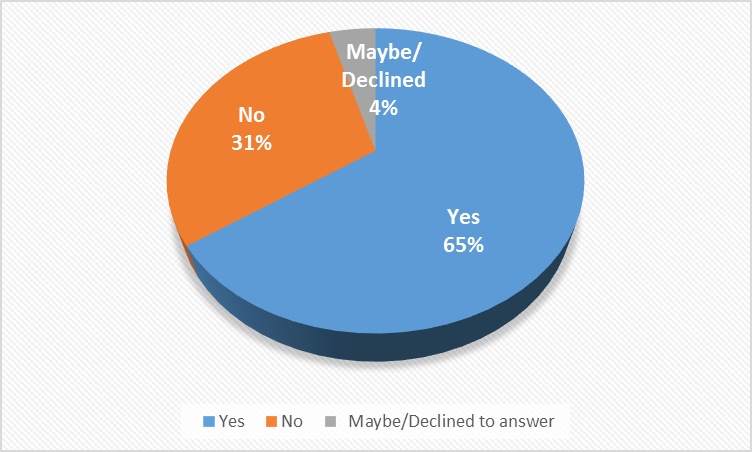 Maybe/
Declined
4%
No
31%
Yes
65%
Yes No Maybe/Declined to answer